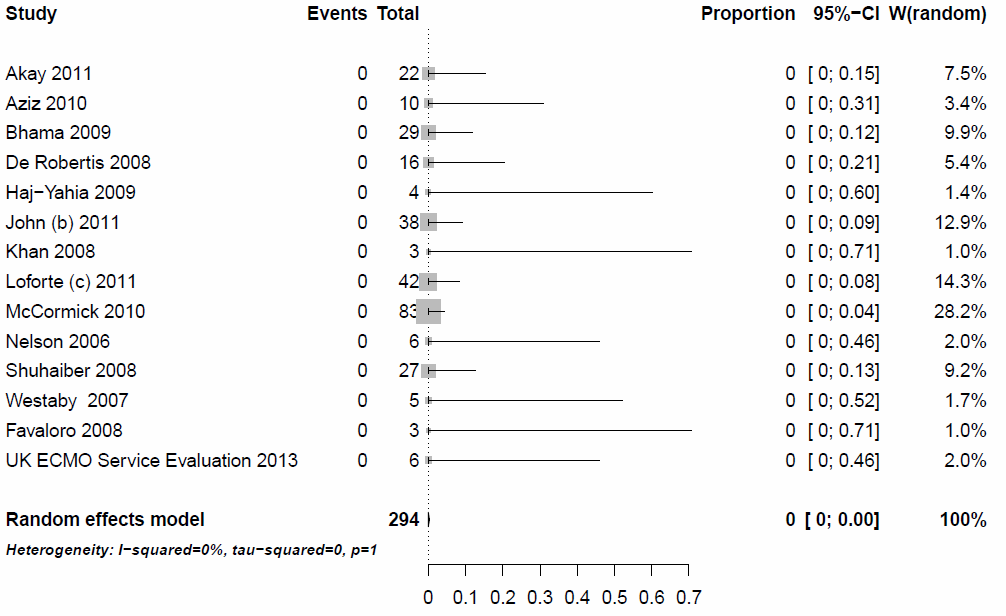 Study Events Total Proportion 95%−CI W(random)
Akay 2011 0 22 0 [ 0; 0.15] 7.5%
Aziz 2010 0 10 0 [ 0; 0.31] 3.4%
Bhama 2009 0 29 0 [ 0; 0.12] 9.9%
De Robertis 2008 0 16 0 [ 0; 0.21] 5.4%
Haj−Yahia 2009 0 4 0 [ 0; 0.60] 1.4%
John (b) 2011 0 38 0 [ 0; 0.09] 12.9%
Khan 2008 0 3 0 [ 0; 0.71] 1.0%
Loforte (c) 2011 0 42 0 [ 0; 0.08] 14.3%
McCormick 2010 0 83 0 [ 0; 0.04] 28.2%
Nelson 2006 0 6 0 [ 0; 0.46] 2.0%
Shuhaiber 2008 0 27 0 [ 0; 0.13] 9.2%
Westaby 2007 0 5 0 [ 0; 0.52] 1.7%
Favaloro 2008 0 3 0 [ 0; 0.71] 1.0%
UK ECMO Service Evaluation 2013 0 6 0 [ 0; 0.46] 2.0%
Random effects model 294 0 [ 0; 0.00] 100%
Heterogeneity: I−squared=0%, tau−squared=0, p=1
0 0.1 0.2 0.3 0.4 0.5 0.6 0.7